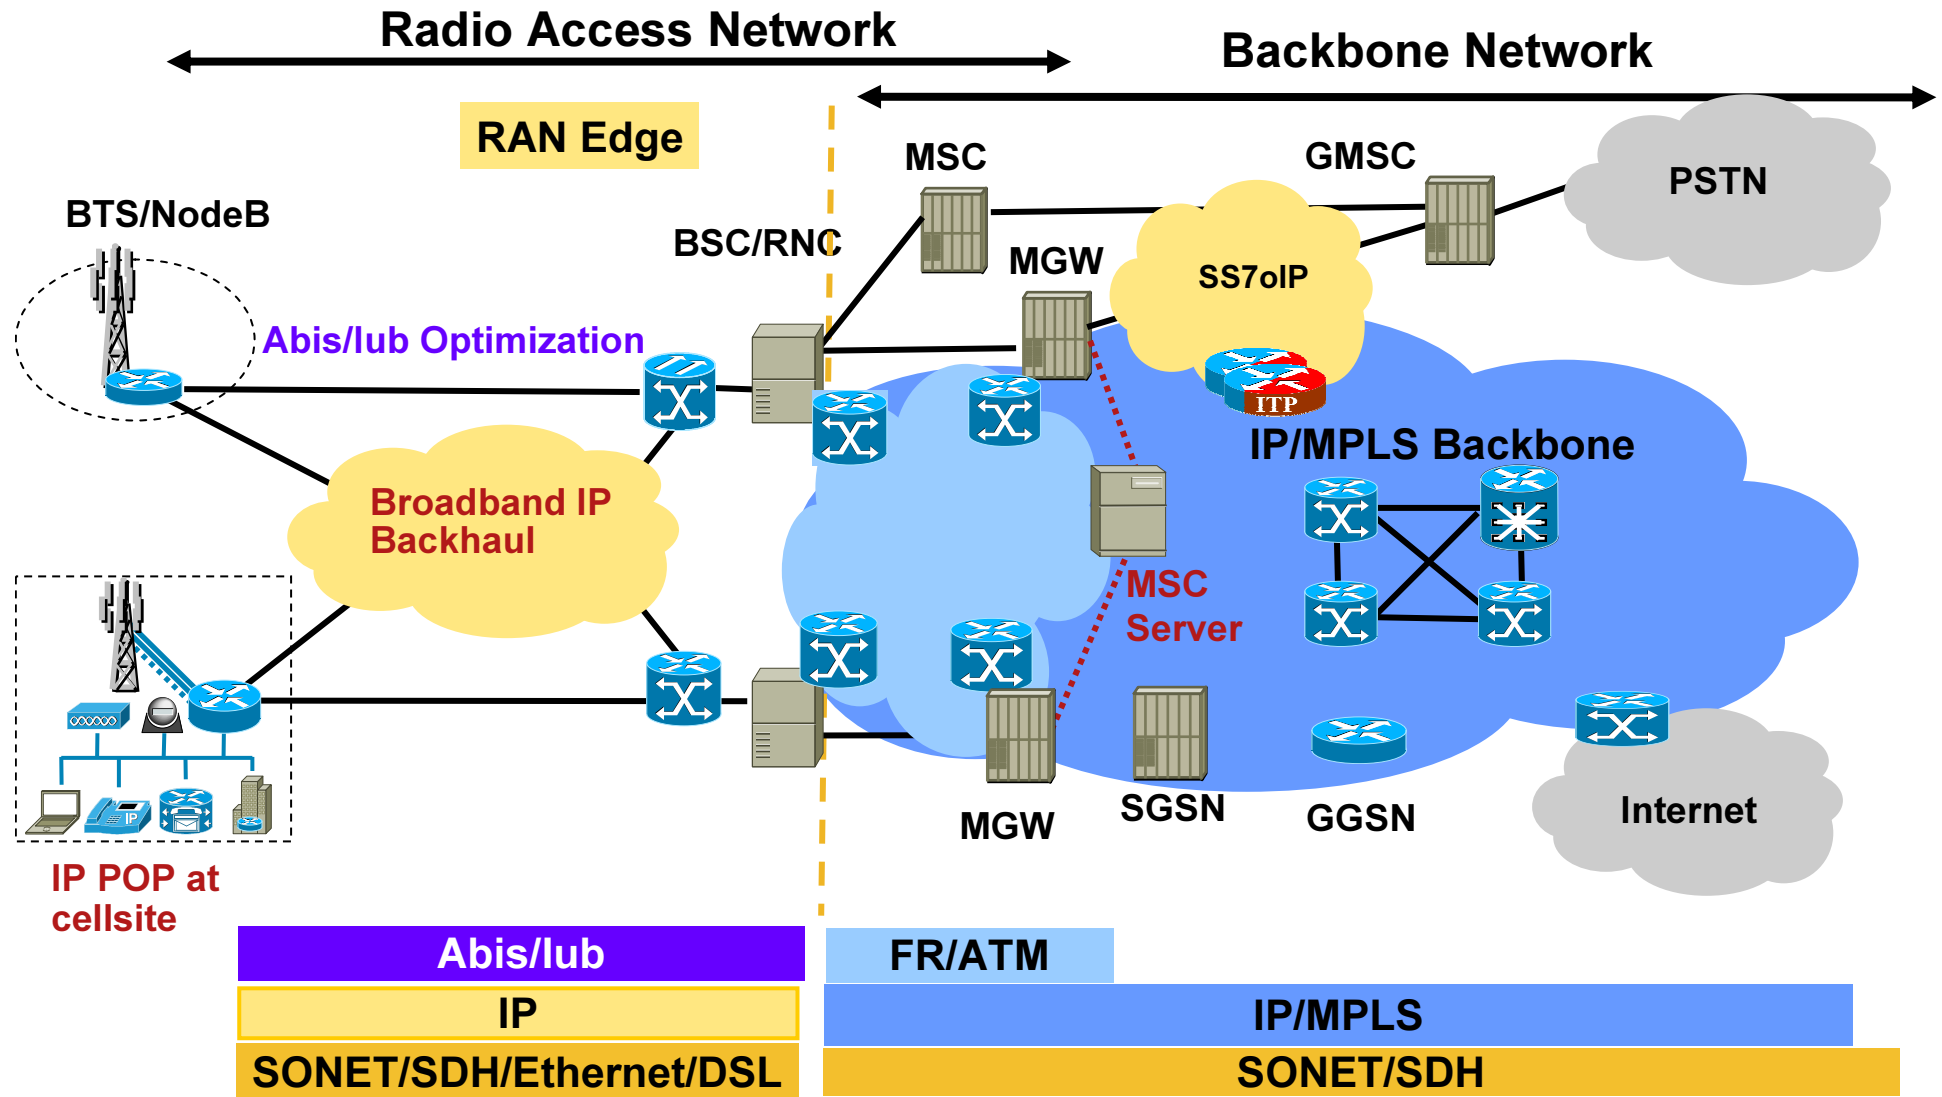 Radio Access Network
Backbone Network
RAN Edge
MSC
GMSC
PSTN
BTS/NodeB
BSC/RNC
MGW
SS7oIP
Abis/Iub Optimization
ITP
IP/MPLS Backbone
Broadband IP
Backhaul
MSC
Server
IP
IP POP at
cellsite
MGW
SGSN
GGSN
Internet
Abis/Iub
FR/ATM
IP
IP/MPLS
SONET/SDH/Ethernet/DSL
SONET/SDH